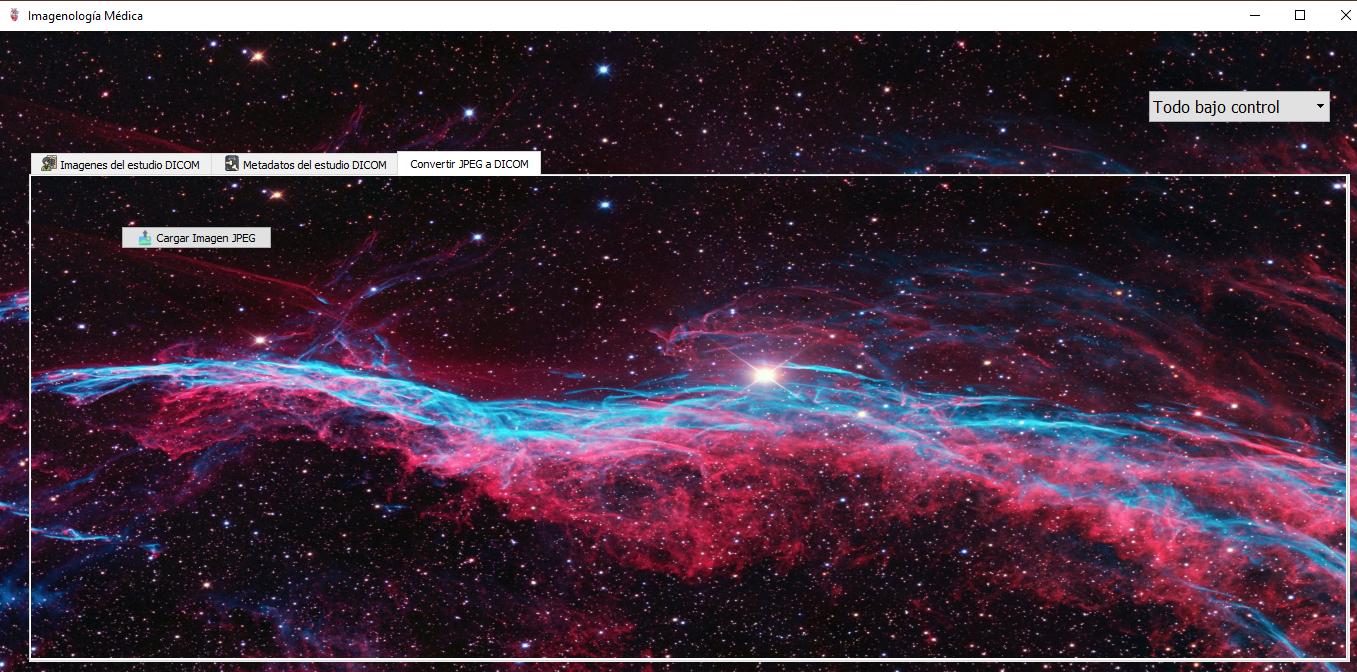 Imagenología Médica
Todo bajo control
Imagenes del estudio DICOM
Metadatos del estudio DICOM
Convertir JPEG a DICOM
Cargar Imagen JPEG